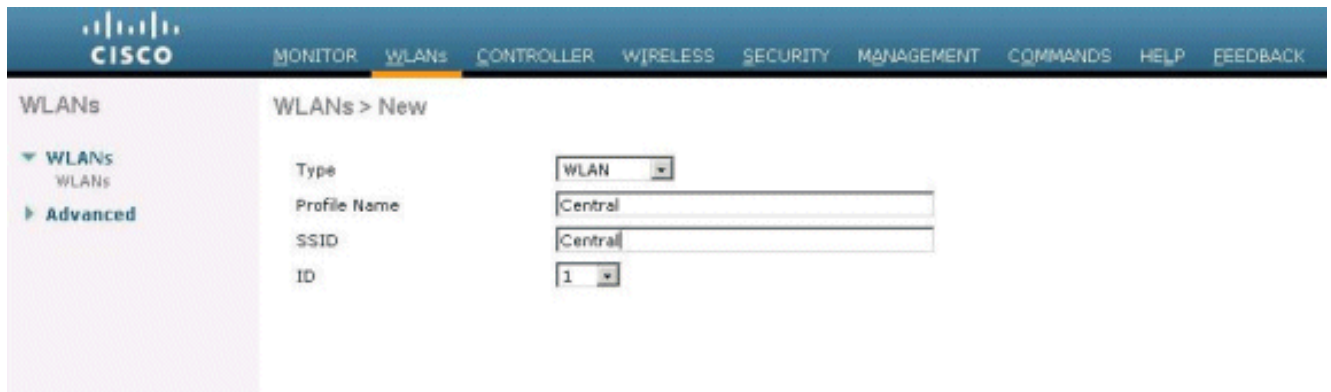 CISCO
MONITOR WLANs CONTROLLER WIRELESS SECURITY MANAGEMENT COMMANDS HELP FEEDBACK
WLANs
WLANs
WLANs
Advanced
WLANs > New
Type WLAN
Profile Name Central
SSID Central
ID 1